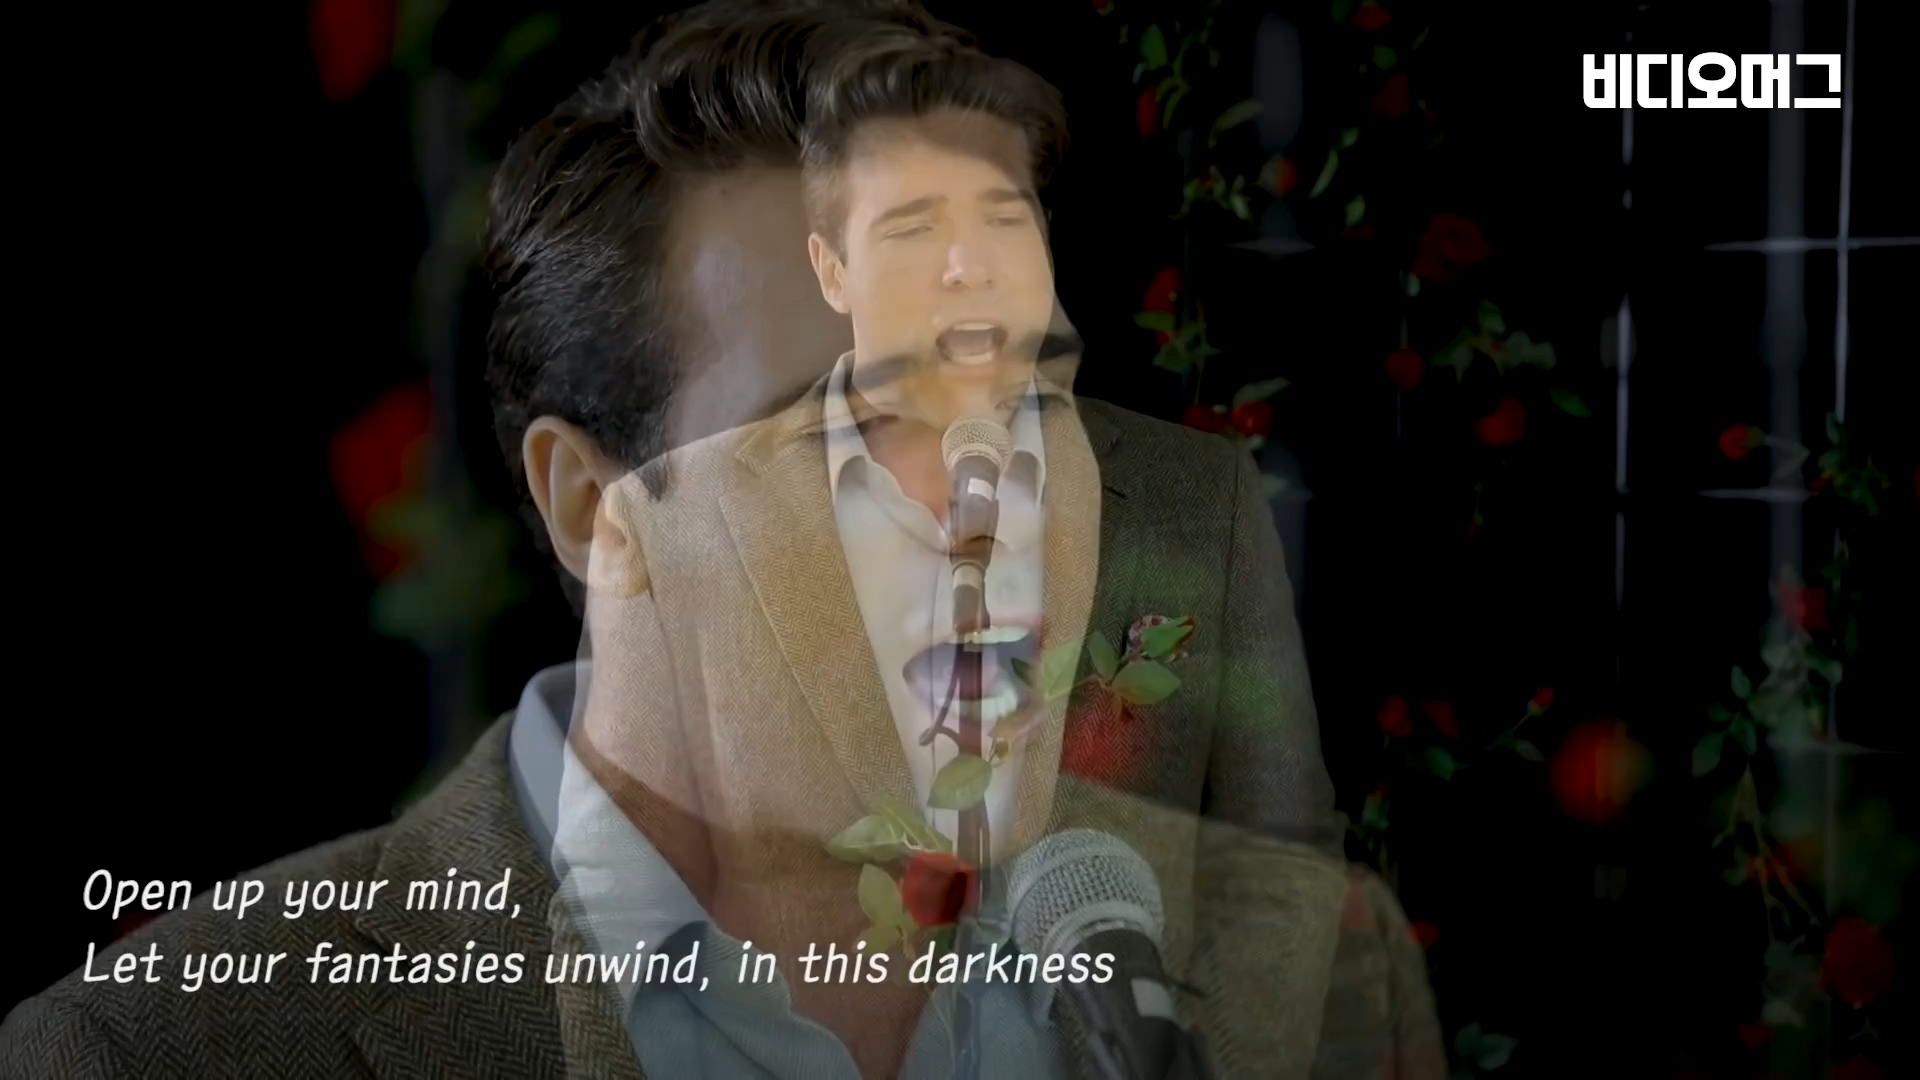 비디오머그
Open up your mind,
Let your fantasies unwind, in this darkness